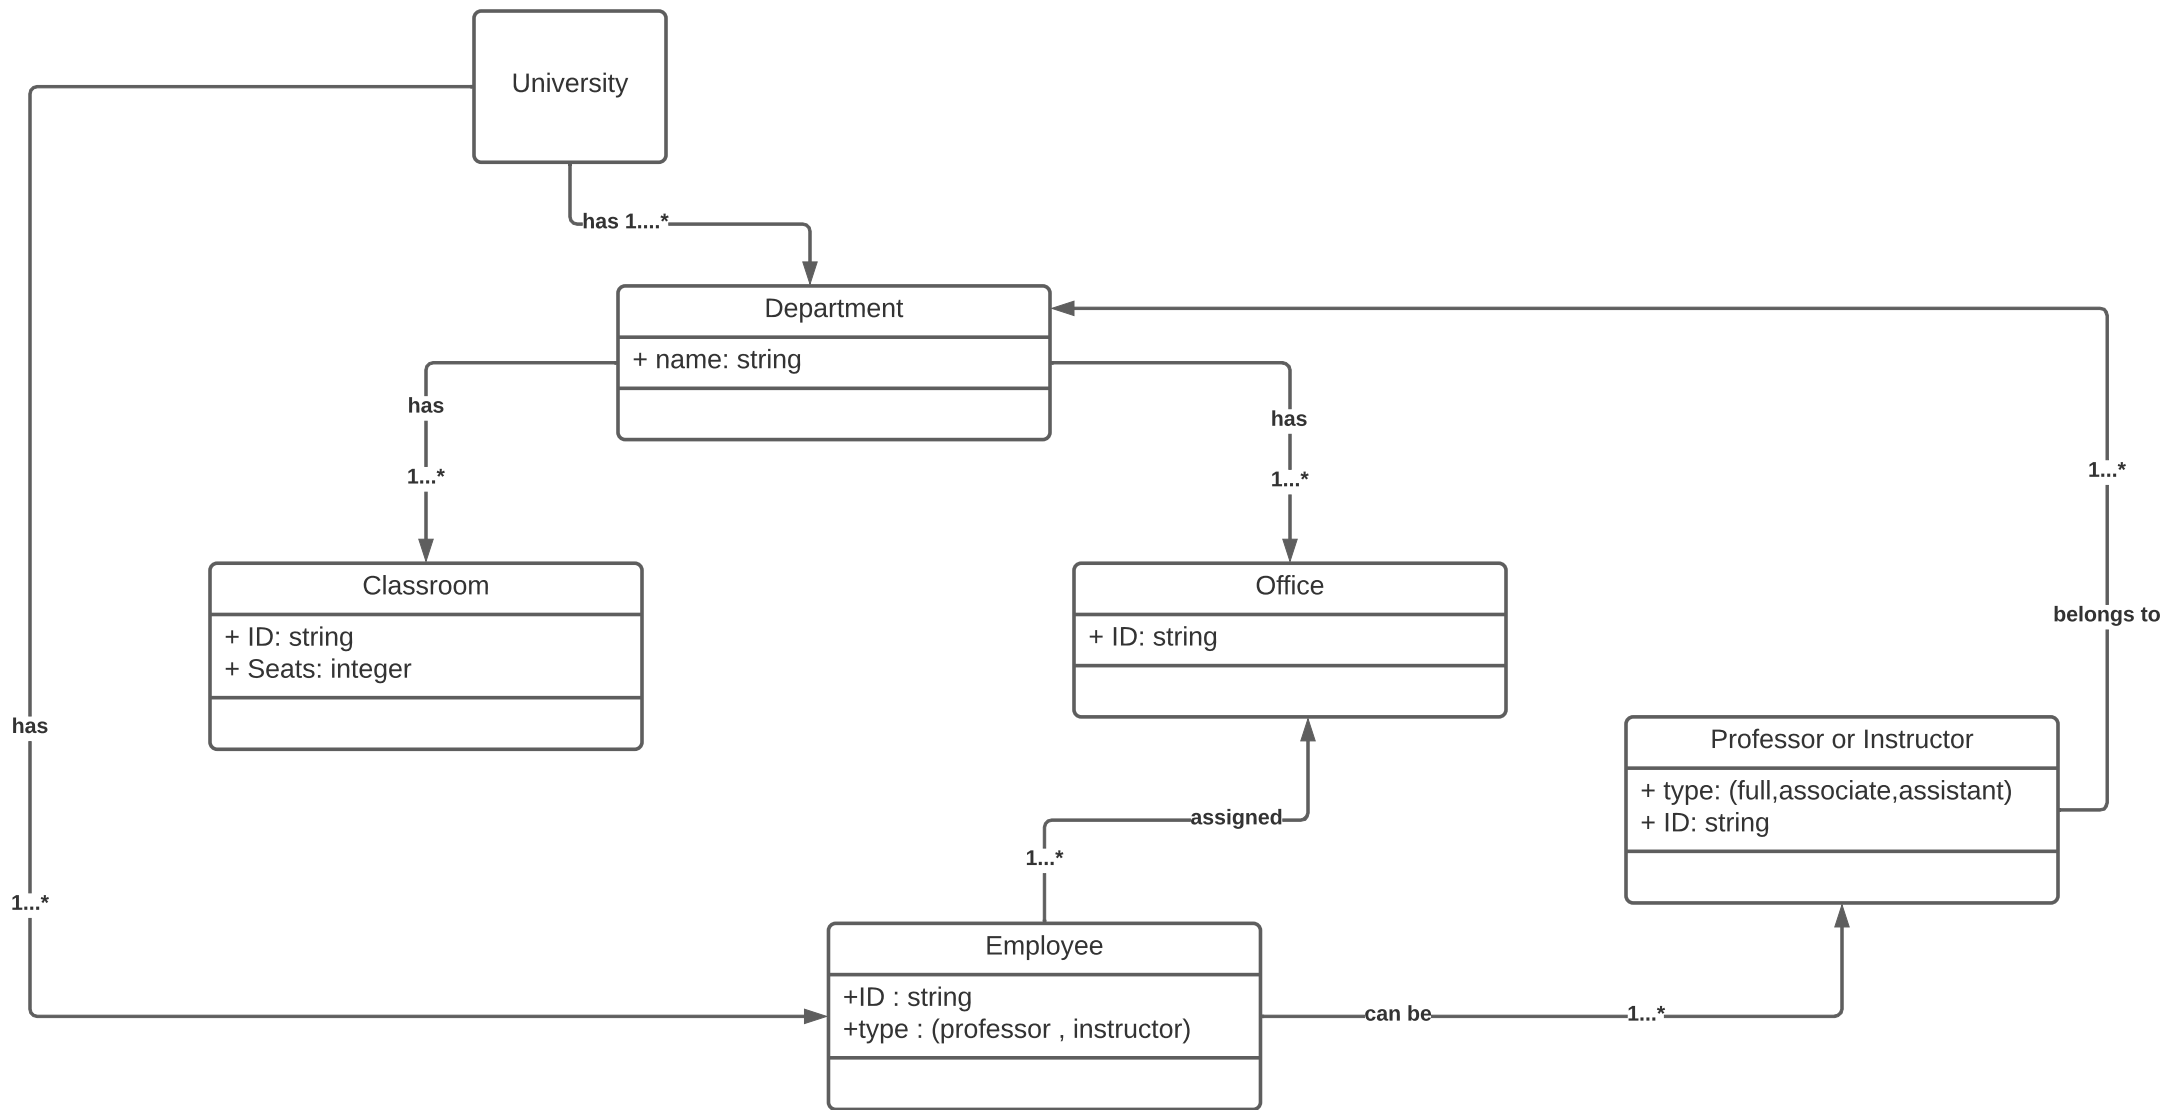 University
has 1....*
Department
+ name: string
has
has
1...*
1...*
1...*
Classroom
+ ID: string
+ Seats: integer
Office
+ ID: string
belongs to
has
Professor or Instructor
+ type: (full,associate,assistant)
+ ID: string
assigned
1...*
1...*
Employee
+ID : string
+type : (professor , instructor)
can be
1...*